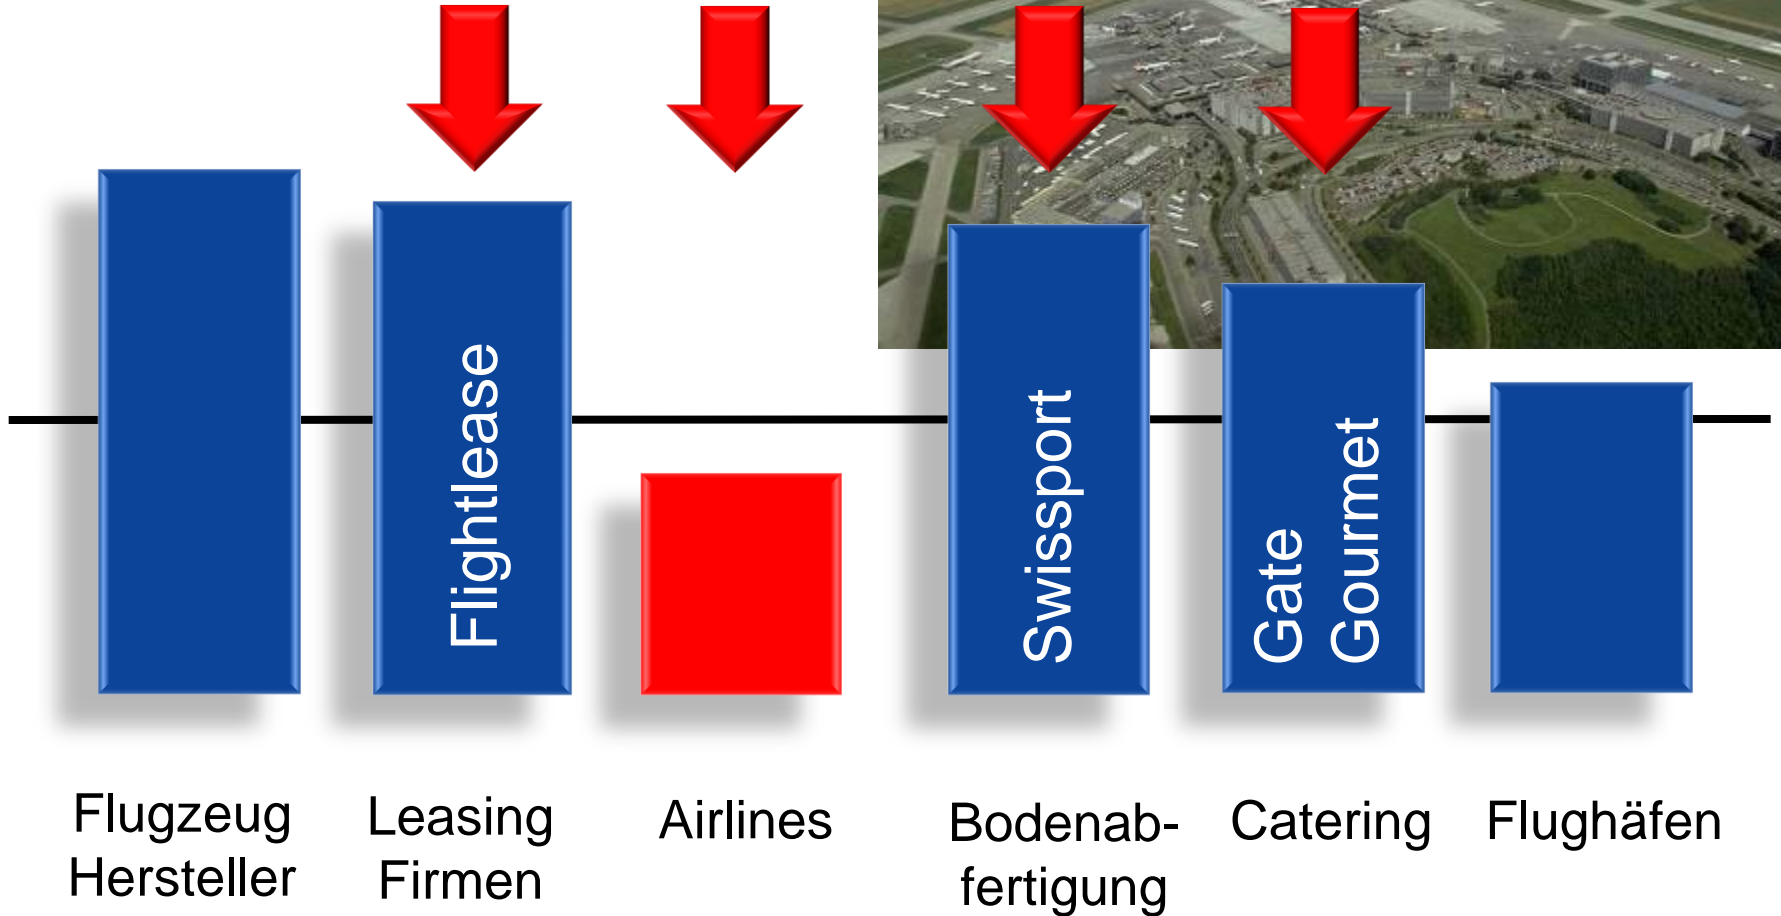 Flightlease
Swissport
Gate
Gourmet
Flugzeug
Hersteller
Leasing
Firmen
Airlines
Bodenab-
fertigung
Catering
Flughäfen